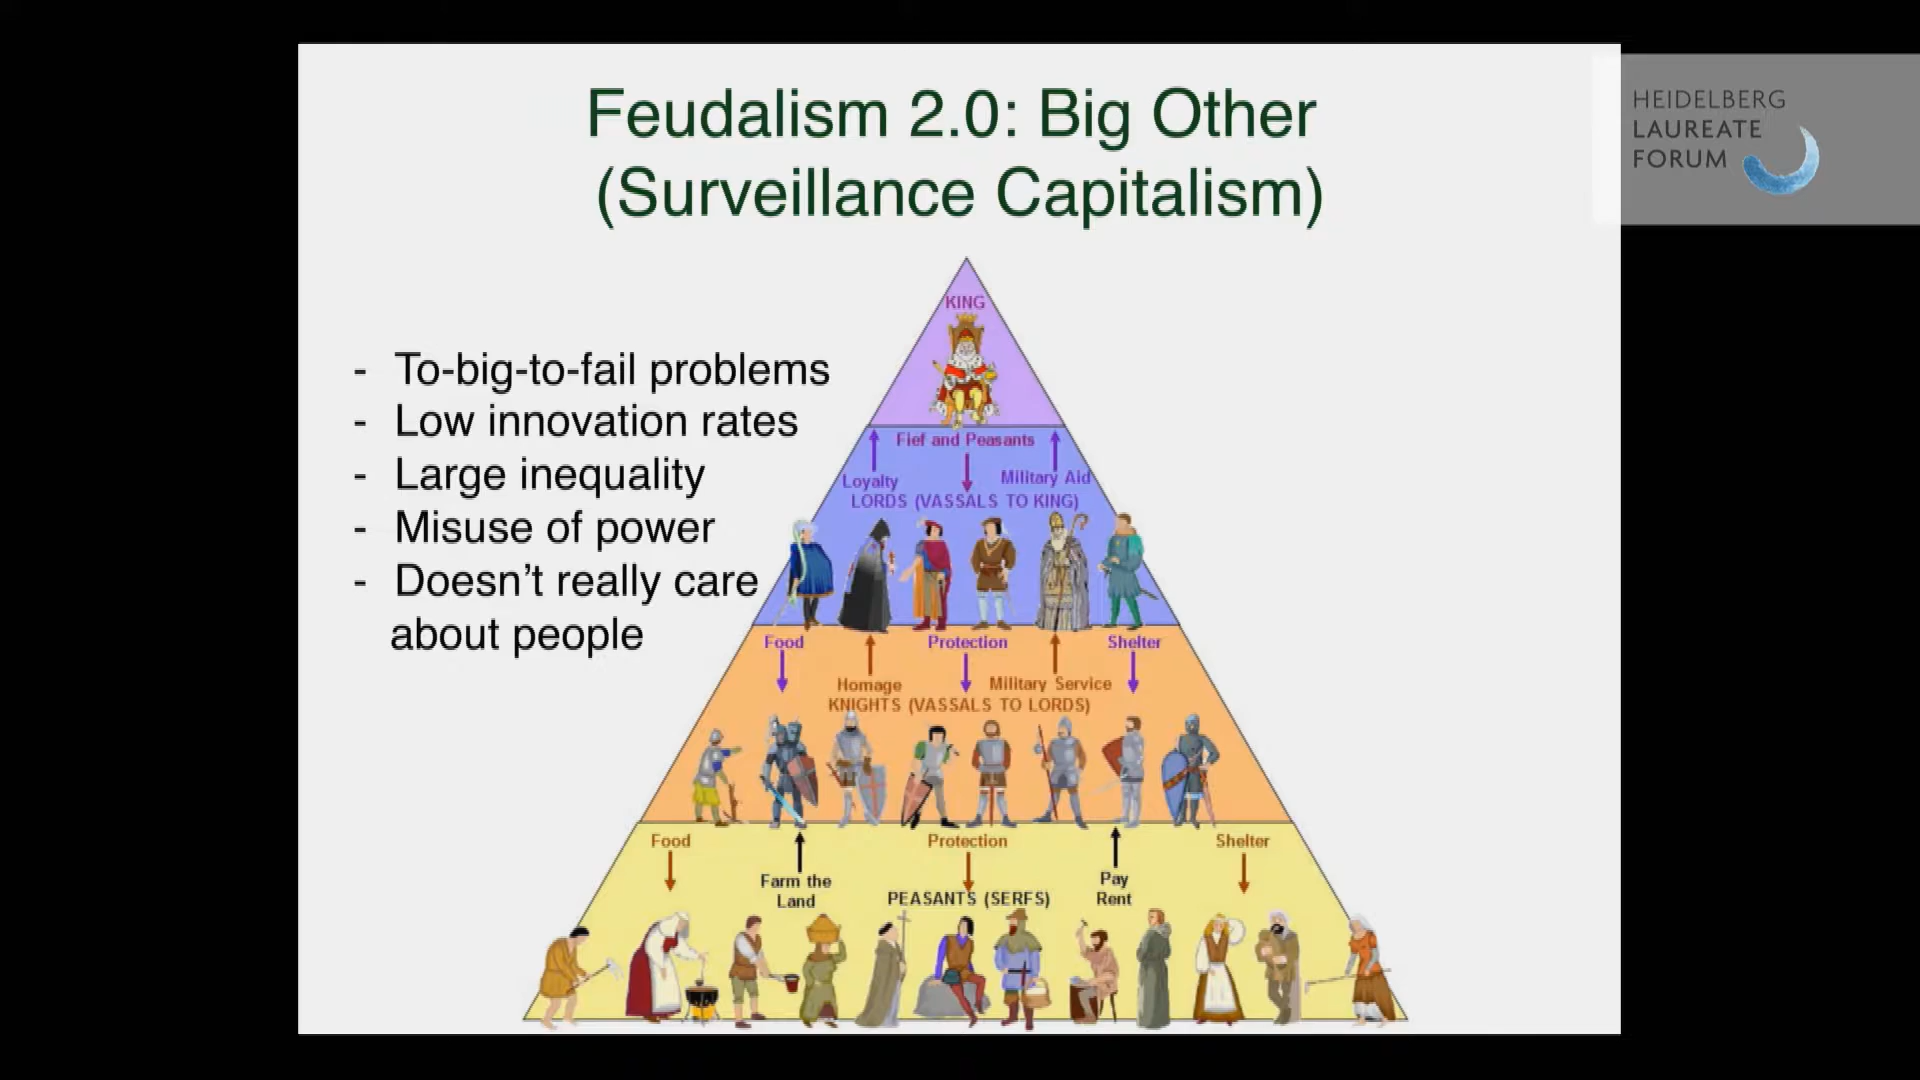 Feudalism 2.0: Big Other
(Surveillance Capitalism)
HEIDELBERG
LAUREATE
FORUM
- To-big-to-fail problems
- Low innovation rates
- Large inequality
- Misuse of power
- Doesn't really care
about people
KING
Fief and Peasants
Loyalty
Military Aid
LORDS (VASSALS TO KING)
Food
Protection
Shelter
Homage
Military Service
KNIGHTS (VASSALS TO LORDS)
Food
Protection
Shelter
Farm the
Land
PEASANTS (SERFS)
Pay
Rent